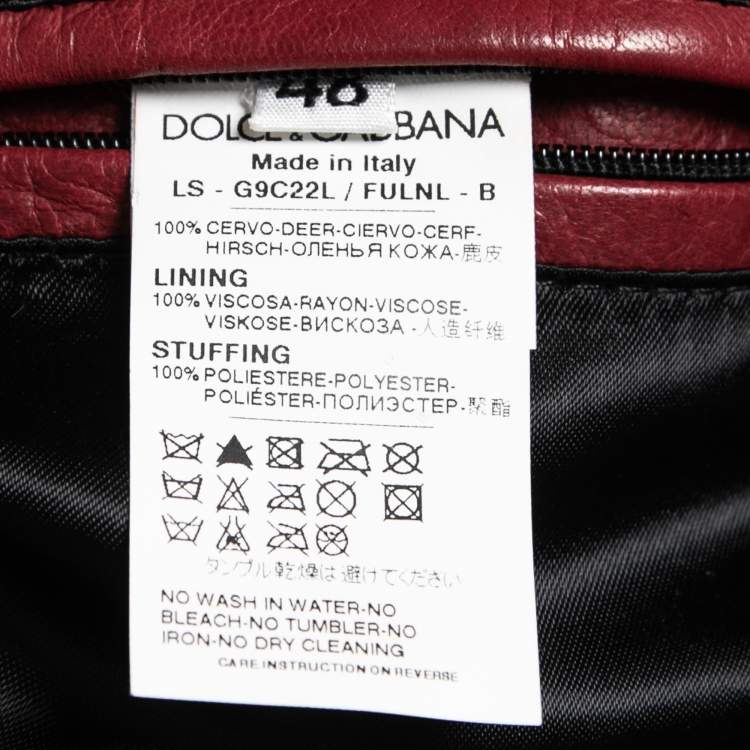 48
DOLCE & GABBANA
Made in Italy
LS - G9C22L / FULNL - B
100% CERVO-DEER-CIERVO-CERF-
HIRSCH-ОЛЕНЬЯ КОЖА-鹿皮
LINING
100% VISCOSA-RAYON-VISCOSE-
VISKOSE-ВИСКОЗА -人造纤维
STUFFING
100% POLIESTERE-POLYESTER-
POLIÉSTER-ПОЛИЭСТЕР-聚酯
タンブル乾燥は避けてください
NO WASH IN WATER-NO
BLEACH-NO TUMBLER-NO
IRON-NO DRY CLEANING
CARE INSTRUCTION ON REVERSE